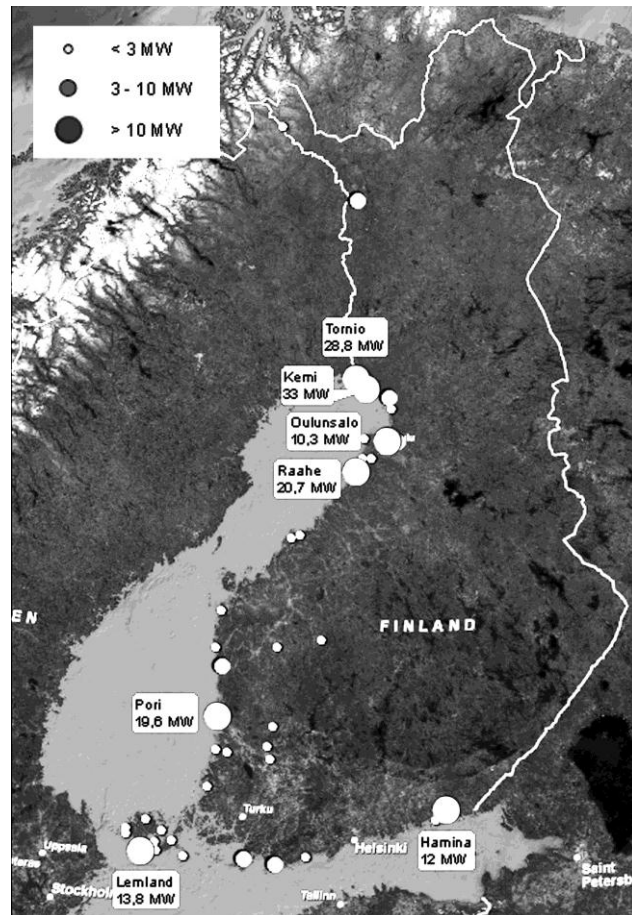 < 3 MW
3 - 10 MW
> 10 MW
Tornio
28,8 MW
Kemi
33 MW
Oulunsalo
10,3 MW
Raahe
20,7 MW
EN
FINLAND
Pori
19,6 MW
Turku
Uppsala
Helsinki
Hamina
12 MW
Lemland
13,8 MW
Stockho
Tallinn
Saint
Petersb